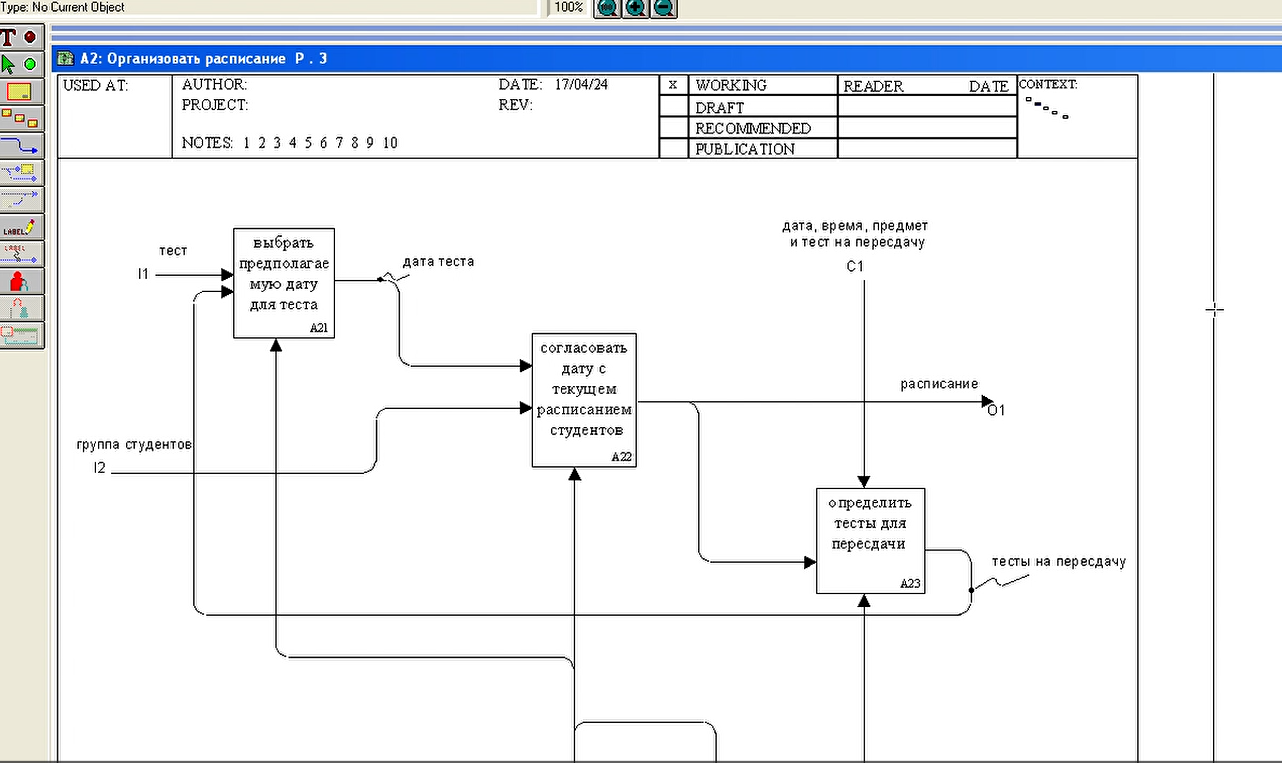 Type: No Current Object
100%
A2: Организовать расписание P . 3
USED AT:
AUTHOR:
DATE: 17/04/24
PROJECT:
REV:
NOTES: 1 2 3 4 5 6 7 8 9 10
X
WORKING
DRAFT
RECOMMENDED
PUBLICATION
READER
DATE
CONTEXT:
тест
I1
выбрать
предполагае
мую дату
для теста
A21
дата теста
дата, время, предмет
и тест на пересдачу
C1
согласовать
дату с
текущем
расписанием
студентов
A22
расписание
O1
группа студентов
I2
определить
тесты для
пересдачи
A23
тесты на пересдачу